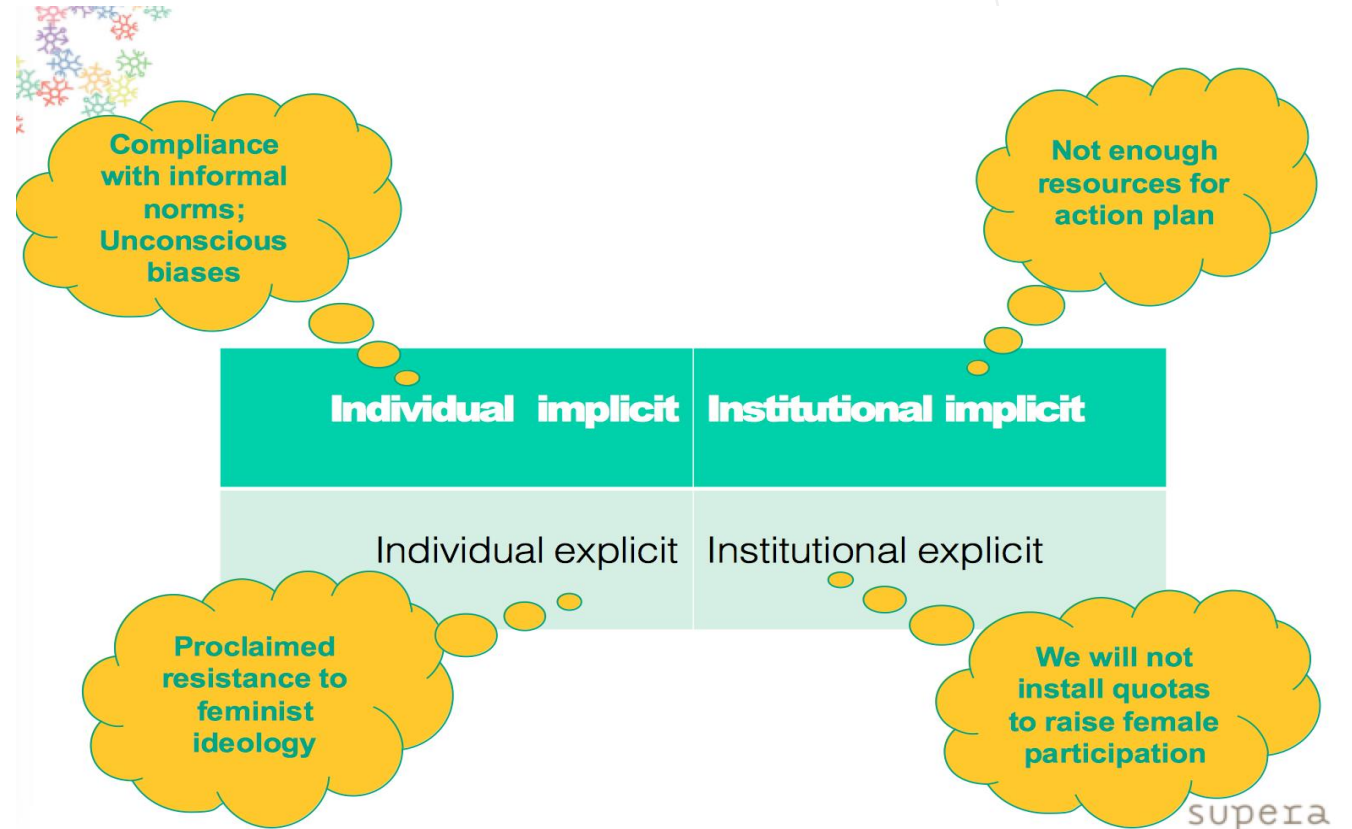 Compliance
with informal
norms;
Unconscious
biases
Not enough
resources for
action plan
Individual implicit
Institutional implicit
Individual explicit
Institutional explicit
Proclaimed
resistance to
feminist
ideology
We will not
install quotas
to raise female
participation
supera